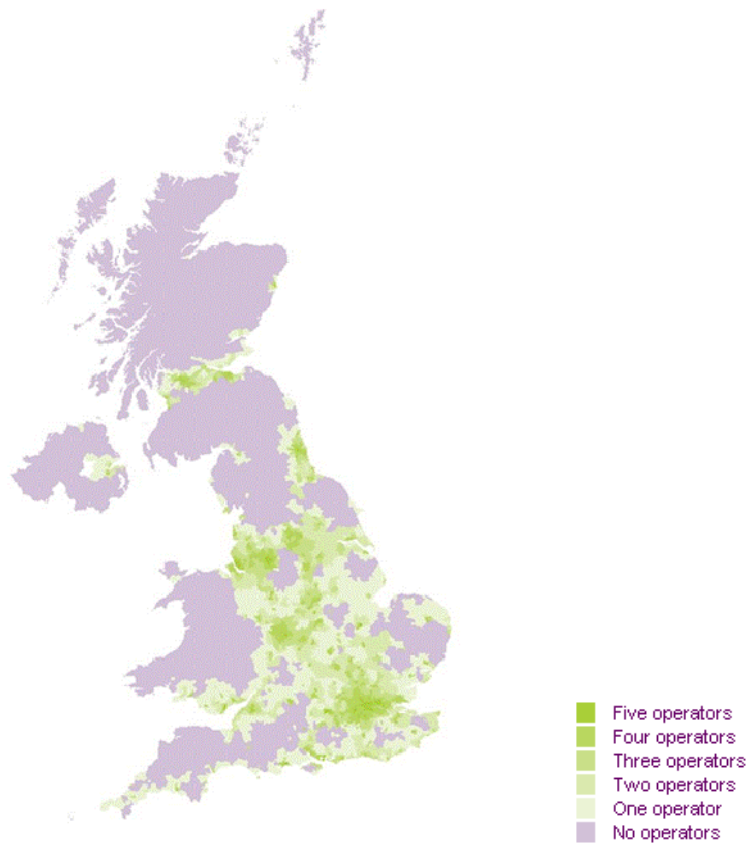 Five operators
Four operators
Three operators
Two operators
One operator
No operators